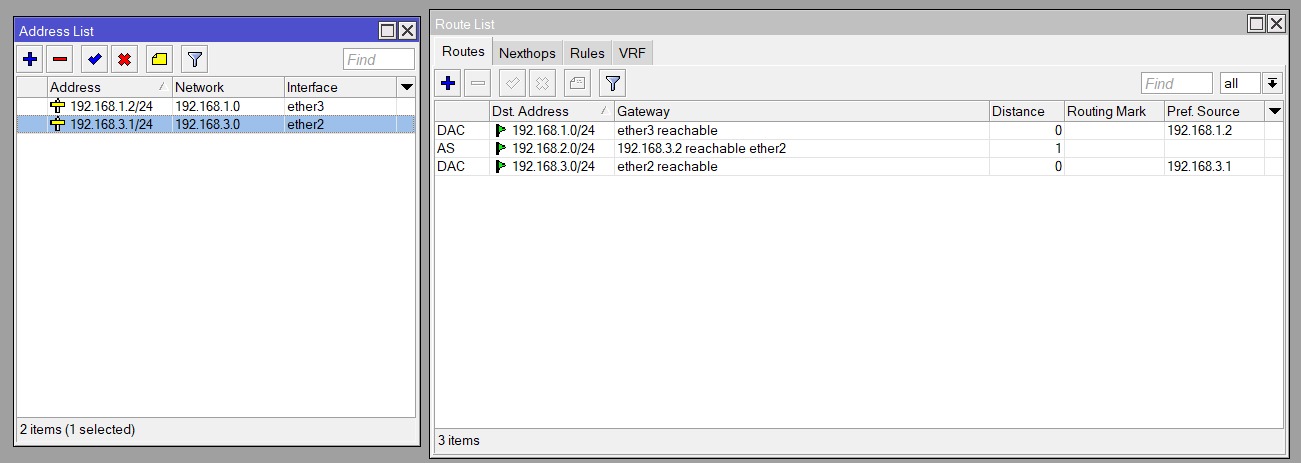 Address List
Find
Address Network Interface
192.168.1.2/24 192.168.1.0 ether3
192.168.3.1/24 192.168.3.0 ether2
2 items (1 selected)
Route List
Routes Nexthops Rules VRF
Find all
Dst. Address Gateway Distance Routing Mark Pref. Source
DAC 192.168.1.0/24 ether3 reachable 0 192.168.1.2
AS 192.168.2.0/24 192.168.3.2 reachable ether2 1
DAC 192.168.3.0/24 ether2 reachable 0 192.168.3.1
3 items